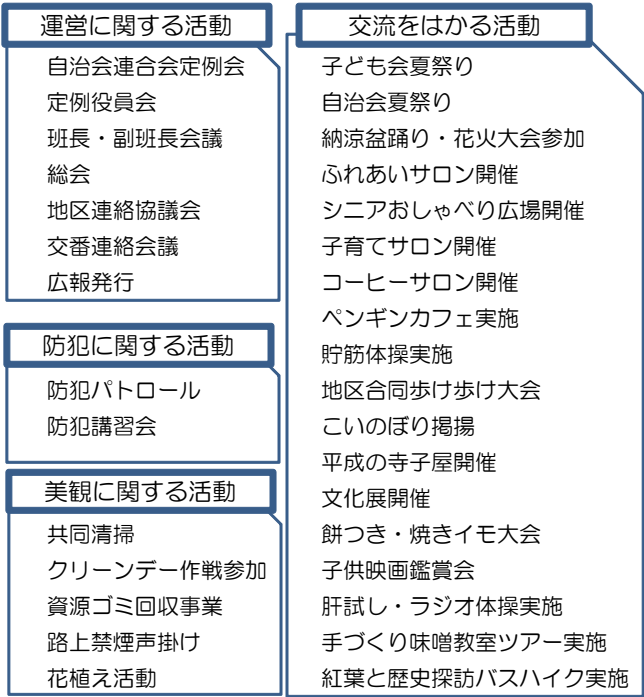 運営に関する活動
自治会連合会定例会
定例役員会
班長・副班長会議
総会
地区連絡協議会
交番連絡会議
広報発行
防犯に関する活動
防犯パトロール
防犯講習会
美観に関する活動
共同清掃
クリーンデー作戦参加
資源ゴミ回収事業
路上禁煙声掛け
花植え活動
交流をはかる活動
子ども会夏祭り
自治会夏祭り
納涼盆踊り・花火大会参加
ふれあいサロン開催
シニアおしゃべり広場開催
子育てサロン開催
コーヒーサロン開催
ペンギンカフェ実施
貯筋体操実施
地区合同歩け歩け大会
こいのぼり掲揚
平成の寺子屋開催
文化展開催
餅つき・焼きイモ大会
子供映画鑑賞会
肝試し・ラジオ体操実施
手づくり味噌教室ツアー実施
紅葉と歴史探訪バスハイク実施